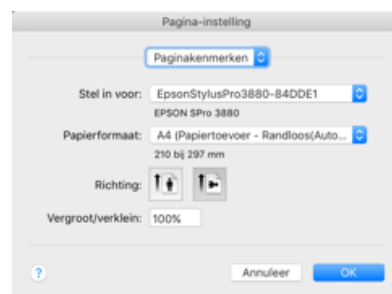 Pagina-instelling
Paginakenmerken
Stel in voor: EpsonStylusPro3880-84DDE1
EPSON SPro 3880
Papierformaat: A4 (Papiertoevoer - Randloos(Auto...
210 bij 297 mm
Richting:
Vergroot/verklein: 100%
? Annuleer OK